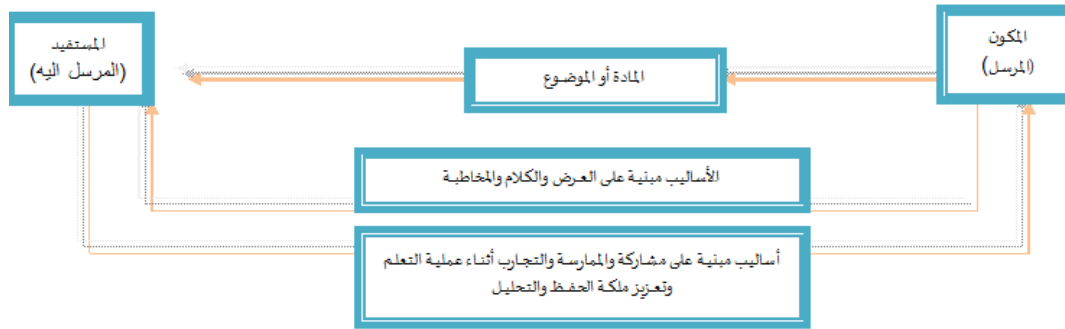 المكون
(المرسل)
المادة أو الموضوع
المستفيد
(المرسل اليه)
الأساليب مبنية على العرض والكلام والمخاطبة
أساليب مبنية على مشاركة والممارسة والتجارب أثناء عملية التعلم
وتعزيز ملكة الحفظ والتحليل